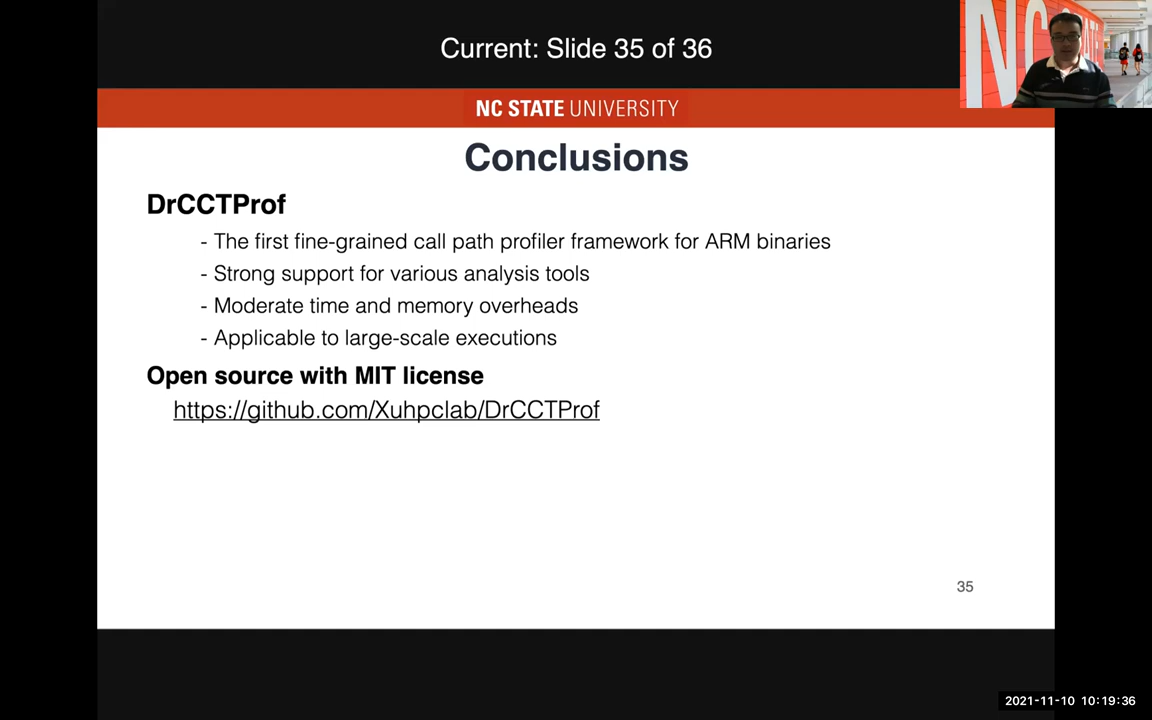 Current: Slide 35 of 36
NC STATE UNIVERSITY
Conclusions
DrCCTProf
- The first fine-grained call path profiler framework for ARM binaries
- Strong support for various analysis tools
- Moderate time and memory overheads
- Applicable to large-scale executions
Open source with MIT license
https://github.com/Xuhpclab/DrCCTProf
35
2021-11-10 10:19:36